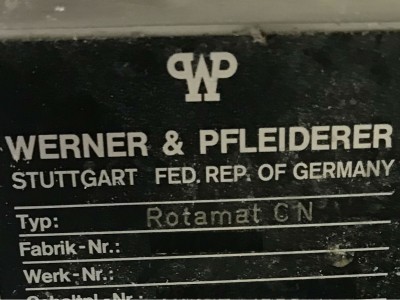 WP
WERNER & PFLEIDERER
STUTTGART FED. REP. OF GERMANY
Typ: Rotamat CN
Fabrik-Nr.:
Werk-Nr.: